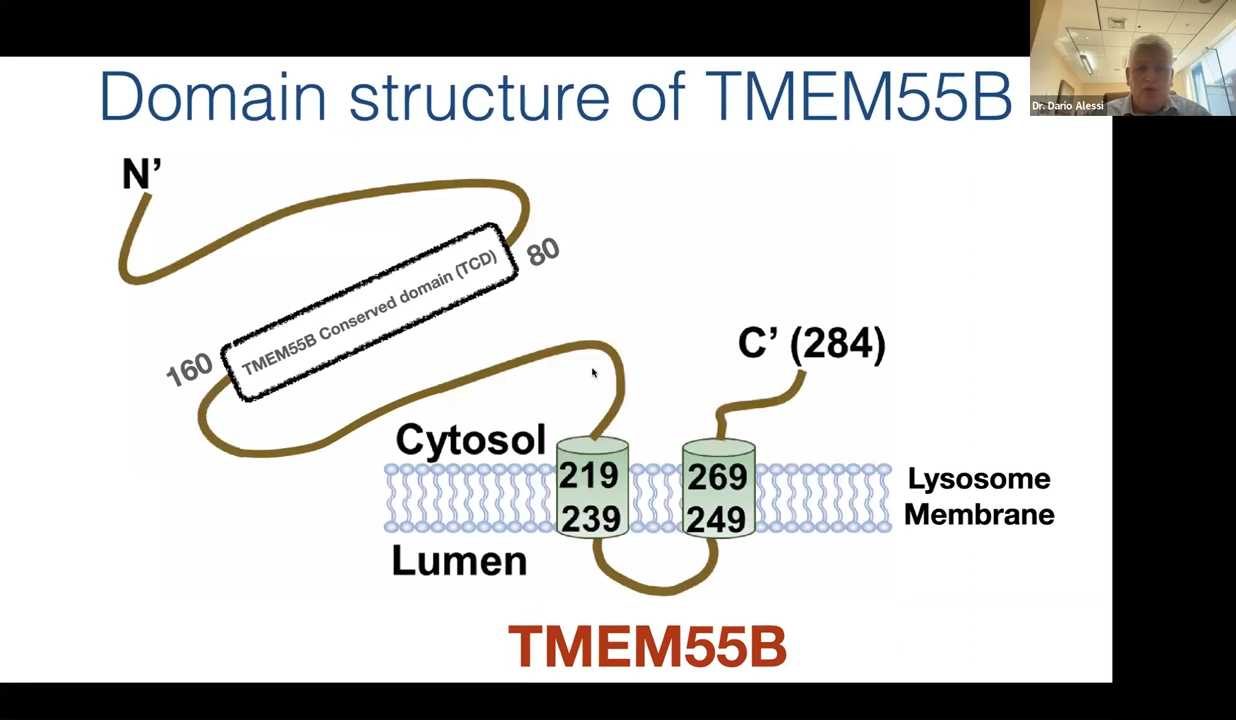 Domain structure of TMEM55B
Dr. Dario Alessi
N’
80
TMEM55B Conserved domain (TCD)
160
C’ (284)
Cytosol
219
239
269
249
Lysosome
Membrane
Lumen
TMEM55B